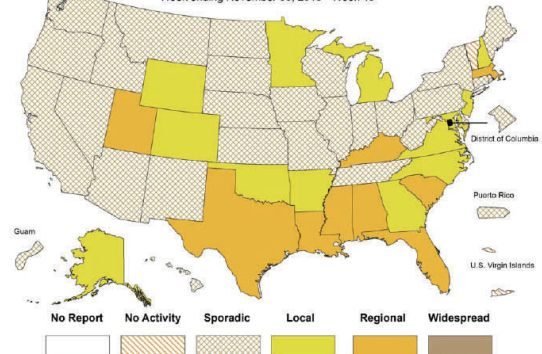 District of Columbia
Puerto Rico
Guam
U.S. Virgin Islands
No Report No Activity Sporadic Local Regional Widespread